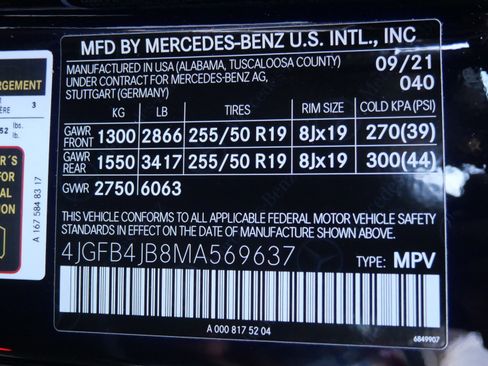 MFD BY MERCEDES-BENZ U.S. INTL., INC
MANUFACTURED IN USA (ALABAMA, TUSCALOOSA COUNTY) 09/21
UNDER CONTRACT FOR MERCEDES-BENZ AG, 040
STUTTGART (GERMANY)
KG LB TIRES RIM SIZE COLD KPA (PSI)
GAWR FRONT 1300 2866 255/50 R19 8Jx19 270(39)
GAWR REAR 1550 3417 255/50 R19 8Jx19 300(44)
GVWR 2750 6063
THIS VEHICLE CONFORMS TO ALL APPLICABLE FEDERAL MOTOR VEHICLE SAFETY
STANDARDS IN EFFECT ON THE DATE OF MANUFACTURE SHOWN ABOVE.
4JGFB4JB8MA569637 TYPE: MPV
A 000 817 52 04
6849907
3
lbs.
lb.
A 167 584 83 17